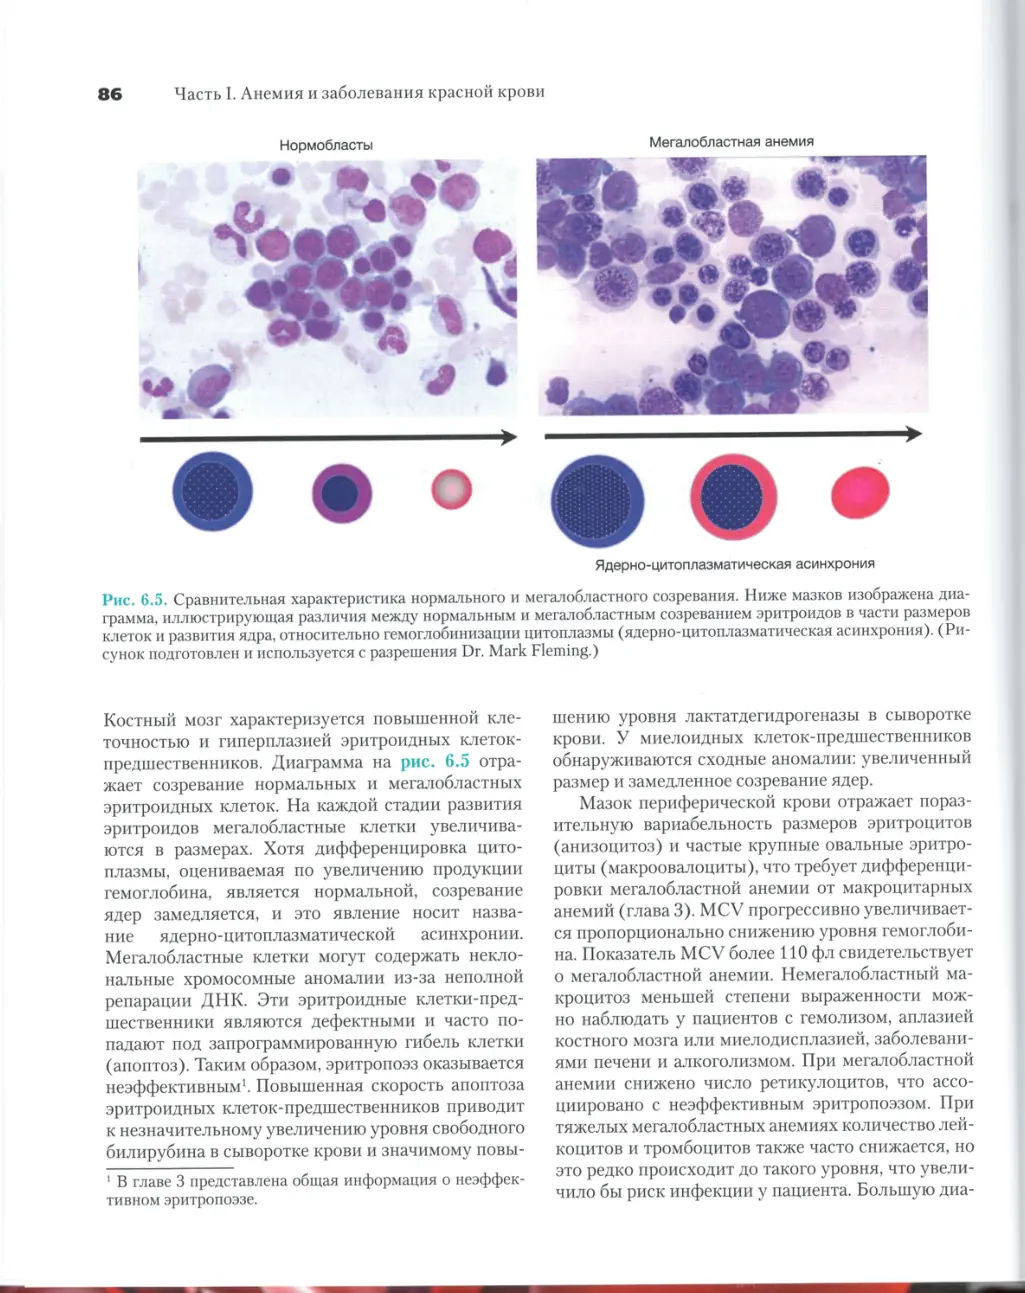 86 Часть I. Анемия и заболевания красной крови
Нормобласты
Мегалобластная анемия
Ядерно-цитоплазматическая асинхрония
Рис. 6.5. Сравнительная характеристика нормального и мегалобластного созревания. Ниже мазков изображена диа-
грамма, иллюстрирующая различия между нормальным и мегалобластным созреванием эритроидов в части размеров
клеток и развития ядра, относительно гемоглобинизации цитоплазмы (ядерно-цитоплазматическая асинхрония). (Ри-
сунок подготовлен и используется с разрешения Dr. Mark Fleming.)
Костный мозг характеризуется повышенной кле-
точностью и гиперплазией эритроидных клеток-
предшественников. Диаграмма на рис. 6.5 отра-
жает созревание нормальных и мегалобластных
эритроидных клеток. На каждой стадии развития
эритроидов мегалобластные клетки увеличива-
ются в размерах. Хотя дифференцировка цито-
плазмы, оцениваемая по увеличению продукции
гемоглобина, является нормальной, созревание
ядер замедляется, и это явление носит назва-
ние ядерно-цитоплазматической асинхронии.
Мегалобластные клетки могут содержать некло-
нальные хромосомные аномалии из-за неполной
репарации ДНК. Эти эритроидные клетки-пред-
шественники являются дефектными и часто по-
падают под запрограммированную гибель клетки
(апоптоз). Таким образом, эритропоэз оказывается
неэффективным¹. Повышенная скорость апоптоза
эритроидных клеток-предшественников приводит
к незначительному увеличению уровня свободного
билирубина в сыворотке крови и значимому повы-
¹ В главе 3 представлена общая информация о неэффек-
тивном эритропоэзе.
шению уровня лактатдегидрогеназы в сыворотке
крови. У миелоидных клеток-предшественников
обнаруживаются сходные аномалии: увеличенный
размер и замедленное созревание ядер.
Мазок периферической крови отражает пораз-
ительную вариабельность размеров эритроцитов
(анизоцитоз) и частые крупные овальные эритро-
циты (макроовалоциты), что требует дифференци-
ровки мегалобластной анемии от макроцитарных
анемий (глава 3). MCV прогрессивно увеличивает-
ся пропорционально снижению уровня гемоглоби-
на. Показатель MCV более 110 фл свидетельствует
о мегалобластной анемии. Немегалобластный ма-
кроцитоз меньшей степени выраженности мож-
но наблюдать у пациентов с гемолизом, аплазией
костного мозга или миелодисплазией, заболевани-
ями печени и алкоголизмом. При мегалобластной
анемии снижено число ретикулоцитов, что ассо-
циировано с неэффективным эритропоэзом. При
тяжелых мегалобластных анемиях количество лей-
коцитов и тромбоцитов также часто снижается, но
это редко происходит до такого уровня, что увели-
чило бы риск инфекции у пациента. Большую диа-